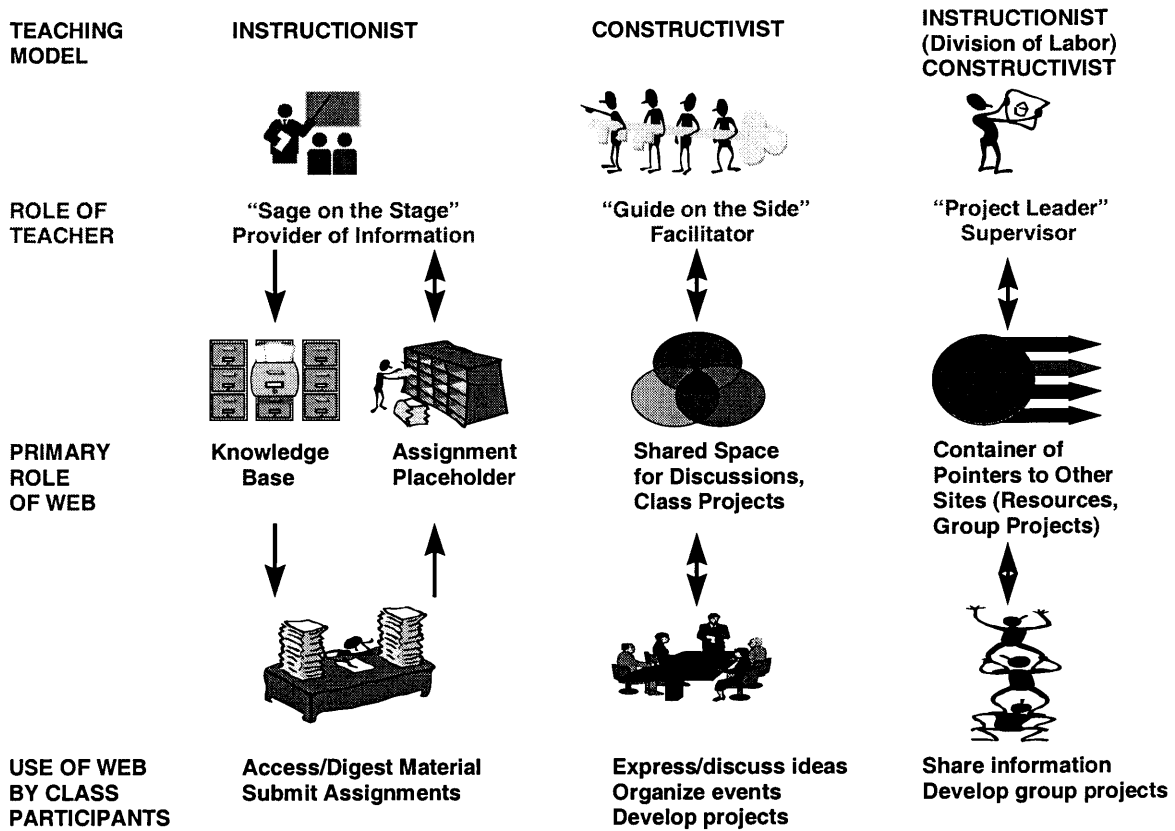 TEACHING
MODEL
INSTRUCTIONIST
CONSTRUCTIVIST
INSTRUCTIONIST
(Division of Labor)
CONSTRUCTIVIST
ROLE OF
TEACHER
“Sage on the Stage”
Provider of Information
“Guide on the Side”
Facilitator
“Project Leader”
Supervisor
PRIMARY
ROLE
OF WEB
Knowledge
Base
Assignment
Placeholder
Shared Space
for Discussions,
Class Projects
Container of
Pointers to Other
Sites (Resources,
Group Projects)
USE OF WEB
BY CLASS
PARTICIPANTS
Access/Digest Material
Submit Assignments
Express/discuss ideas
Organize events
Develop projects
Share information
Develop group projects